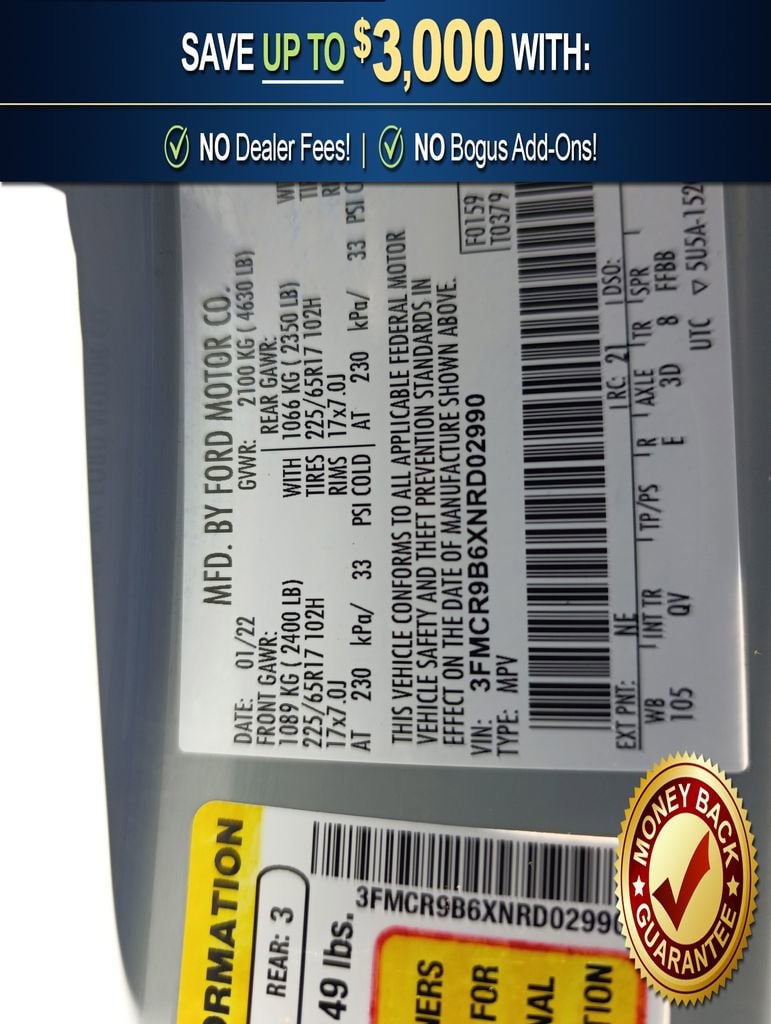 SAVE UP TO $3,000 WITH:
NO Dealer Fees! | NO Bogus Add-Ons!
MFD. BY FORD MOTOR CO.
DATE: 01/22 GVWR: 2100 KG ( 4630 LB)
FRONT GAWR: REAR GAWR:
1089 KG ( 2400 LB) WITH 1066 KG ( 2350 LB)
225/65R17 102H TIRES 225/65R17 102H
17x7.0J RIMS 17x7.0J
AT 230 kPa/ 33 PSI COLD AT 230 kPa/ 33 PSI
THIS VEHICLE CONFORMS TO ALL APPLICABLE FEDERAL MOTOR
VEHICLE SAFETY AND THEFT PREVENTION STANDARDS IN
EFFECT ON THE DATE OF MANUFACTURE SHOWN ABOVE.
VIN: 3FMCR9B6XNRD02990
TYPE: MPV
F0159
T0379
EXT PNT: NE RC: 21 DSO:
WB INT TR TP/PS R AXLE TR SPR
105 QV E 3D 8 FFBB
UTC ▽ 5U5A-152
REAR: 3
49 lbs.
3FMCR9B6XNRD0299
FOR
MONEY BACK
GUARANTEE